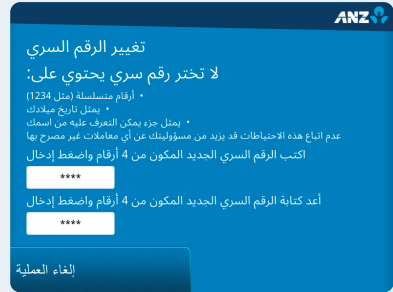 ANZ
تغيير الرقم السري
لا تختر رقم سري يحتوي على:
• أرقام متسلسلة (مثل 1234)
• يمثل تاريخ ميلادك
• يمثل جزء يمكن التعرف عليه من اسمك
عدم اتباع هذه الاحتياطات قد يزيد من مسؤوليتك عن أي معاملات غير مصرح بها
اكتب الرقم السري الجديد المكون من 4 أرقام واضغط إدخال
****
أعد كتابة الرقم السري الجديد المكون من 4 أرقام واضغط إدخال
****
إلغاء العملية